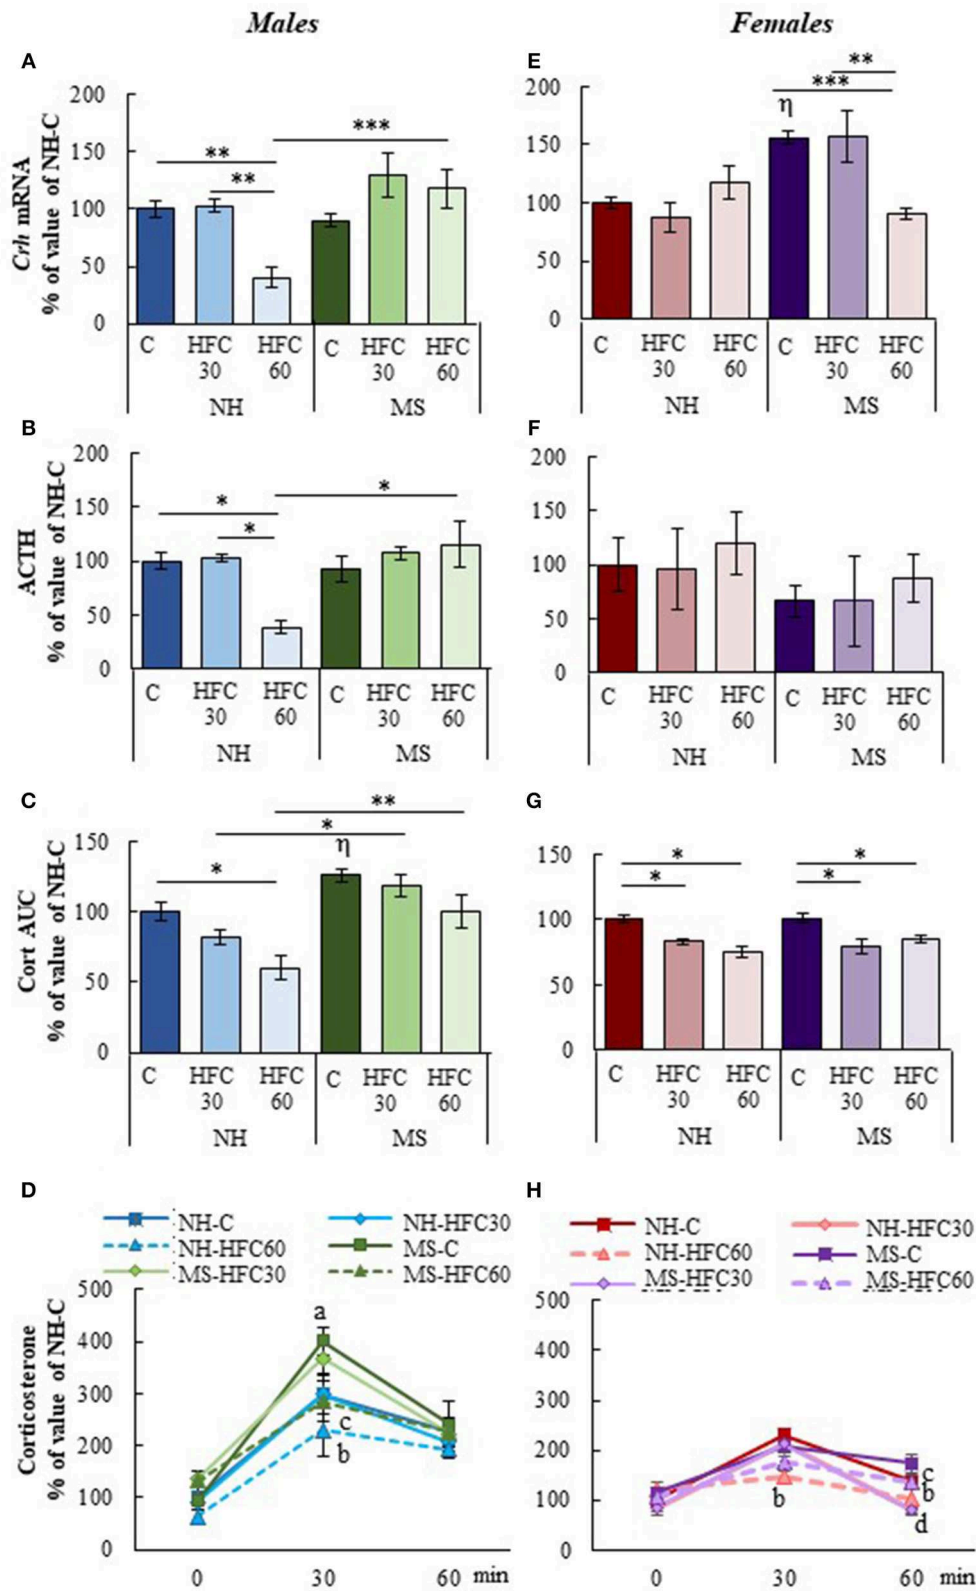 Males
Females
A
Crh mRNA
% of value of NH-C
200
150
100
50
0
**
**
***
C HFC 30 HFC 60 C HFC 30 HFC 60
NH MS
E
200
150
100
50
0
**
***
η
C HFC 30 HFC 60 C HFC 30 HFC 60
NH MS
B
ACTH
% of value of NH-C
200
150
100
50
0
*
*
*
C HFC 30 HFC 60 C HFC 30 HFC 60
NH MS
F
200
150
100
50
0
C HFC 30 HFC 60 C HFC 30 HFC 60
NH MS
C
Cort AUC
% of value of NH-C
150
100
50
0
**
*
η
*
C HFC 30 HFC 60 C HFC 30 HFC 60
NH MS
G
150
100
50
0
*
*
*
*
C HFC 30 HFC 60 C HFC 30 HFC 60
NH MS
D
NH-C NH-HFC30
NH-HFC60 MS-C
MS-HFC30 MS-HFC60
Corticosterone
% of value of NH-C
500
400
300
200
100
0
a
c
b
0 30 60 min
H
NH-C NH-HFC30
NH-HFC60 MS-C
MS-HFC30 MS-HFC60
500
400
300
200
100
0
b
c
b
d
0 30 60 min